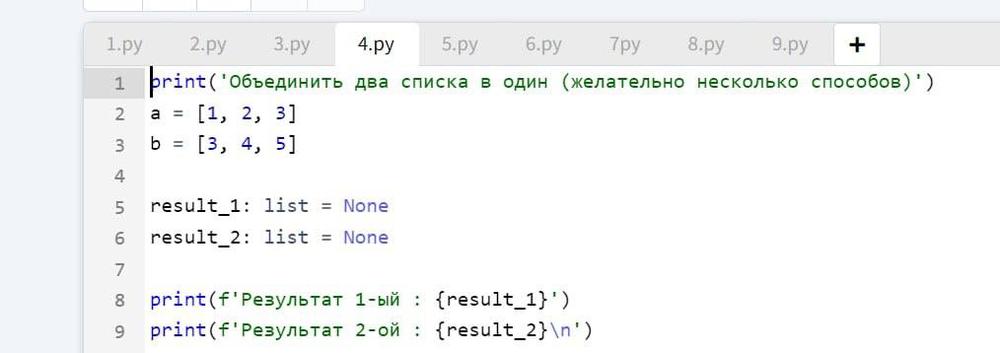 1.py 2.py 3.py 4.py 5.py 6.py 7py 8.py 9.py +
1 print('Объединить два списка в один (желательно несколько способов)')
2 a = [1, 2, 3]
3 b = [3, 4, 5]
4
5 result_1: list = None
6 result_2: list = None
7
8 print(f'Результат 1-ый : {result_1}')
9 print(f'Результат 2-ой : {result_2}\n')